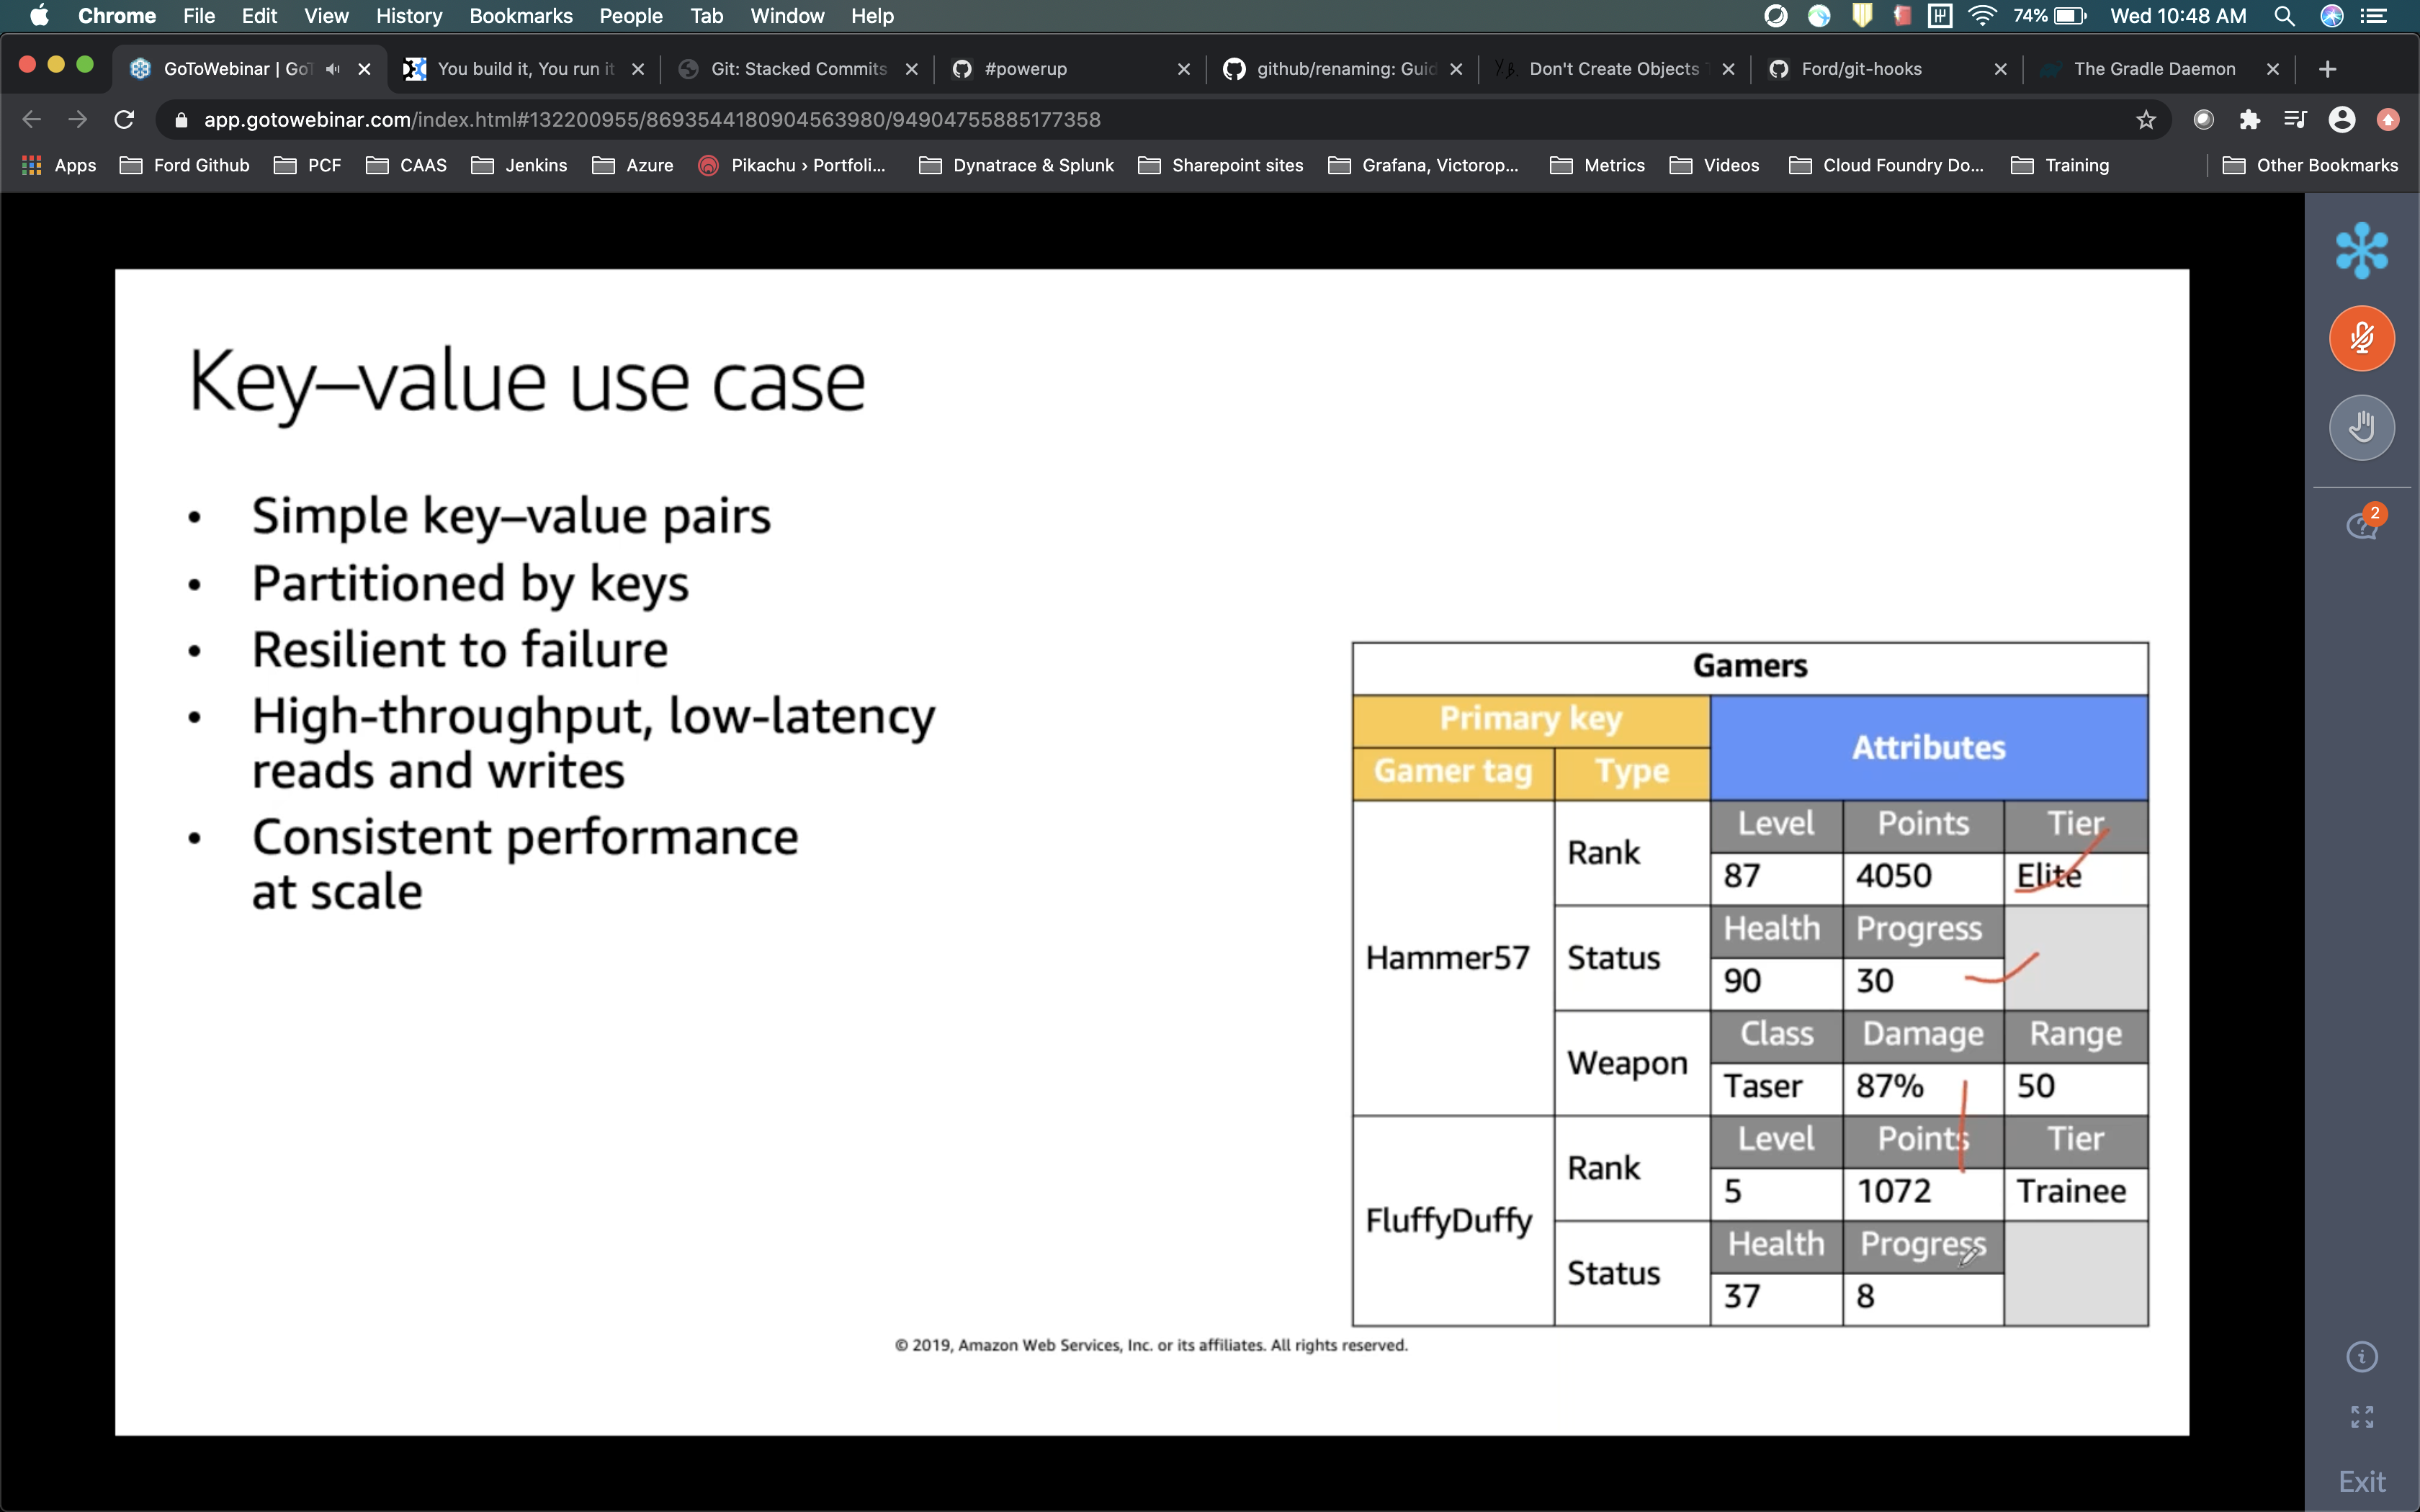 Chrome File Edit View History Bookmarks People Tab Window Help 74% Wed 10:48 AM
GoToWebinar | GoT You build it, You run it Git: Stacked Commits #powerup github/renaming: Guid Don't Create Objects T Ford/git-hooks The Gradle Daemon
app.gotowebinar.com/index.html#132200955/8693544180904563980/94904755885177358
Apps Ford Github PCF CAAS Jenkins Azure Pikachu › Portfoli... Dynatrace & Splunk Sharepoint sites Grafana, Victorop... Metrics Videos Cloud Foundry Do... Training Other Bookmarks
Key–value use case
• Simple key–value pairs
• Partitioned by keys
• Resilient to failure
• High-throughput, low-latency
reads and writes
• Consistent performance
at scale
Gamers
Primary key Attributes
Gamer tag Type
Hammer57 Rank Level Points Tier
87 4050 Elite
Status Health Progress
90 30
Weapon Class Damage Range
Taser 87% 50
FluffyDuffy Rank Level Points Tier
5 1072 Trainee
Status Health Progress
37 8
© 2019, Amazon Web Services, Inc. or its affiliates. All rights reserved.
2
Exit